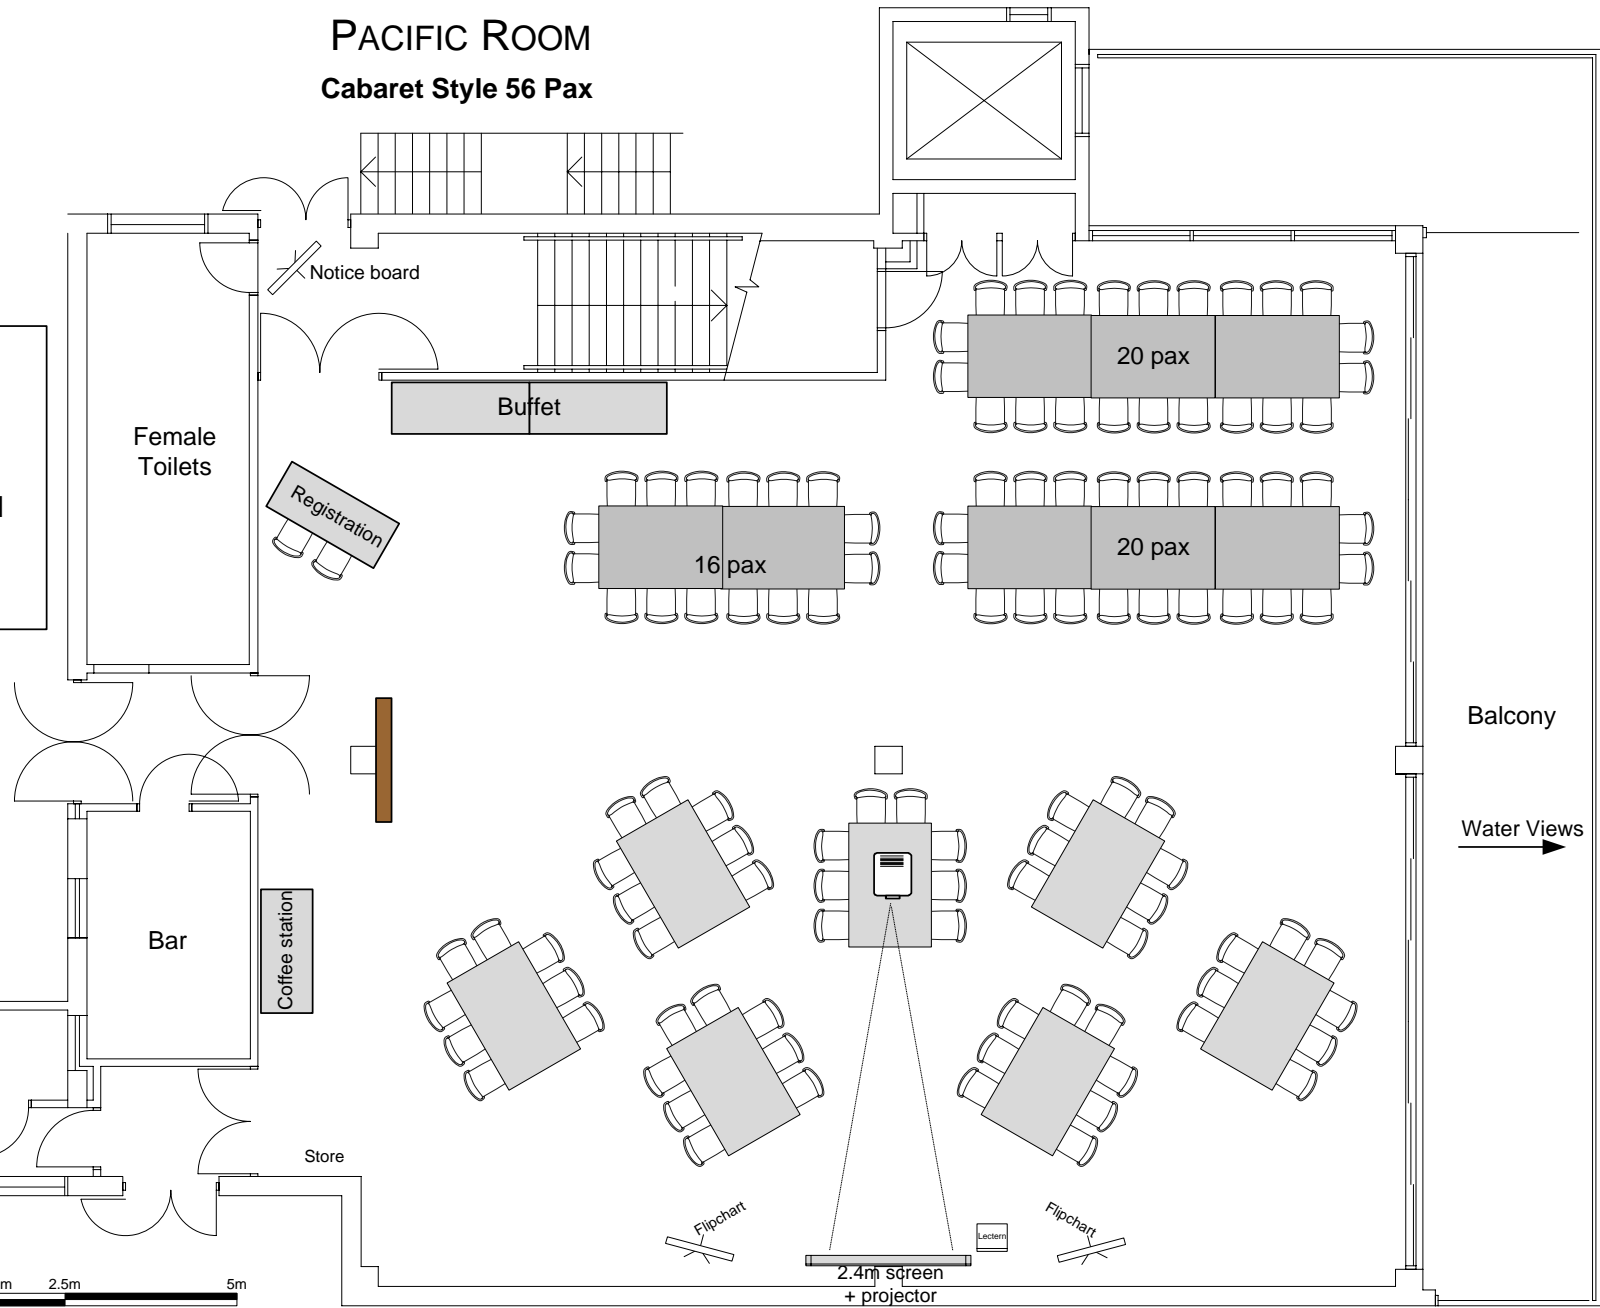 PACIFIC ROOM
Cabaret Style 56 Pax
Notice board
20 pax
Buffet
Female
Toilets
Registration
16 pax
20 pax
Balcony
Water Views
Bar
Coffee station
Store
Flipchart
Flipchart
Lectern
2.4m screen
+ projector
m 2.5m 5m